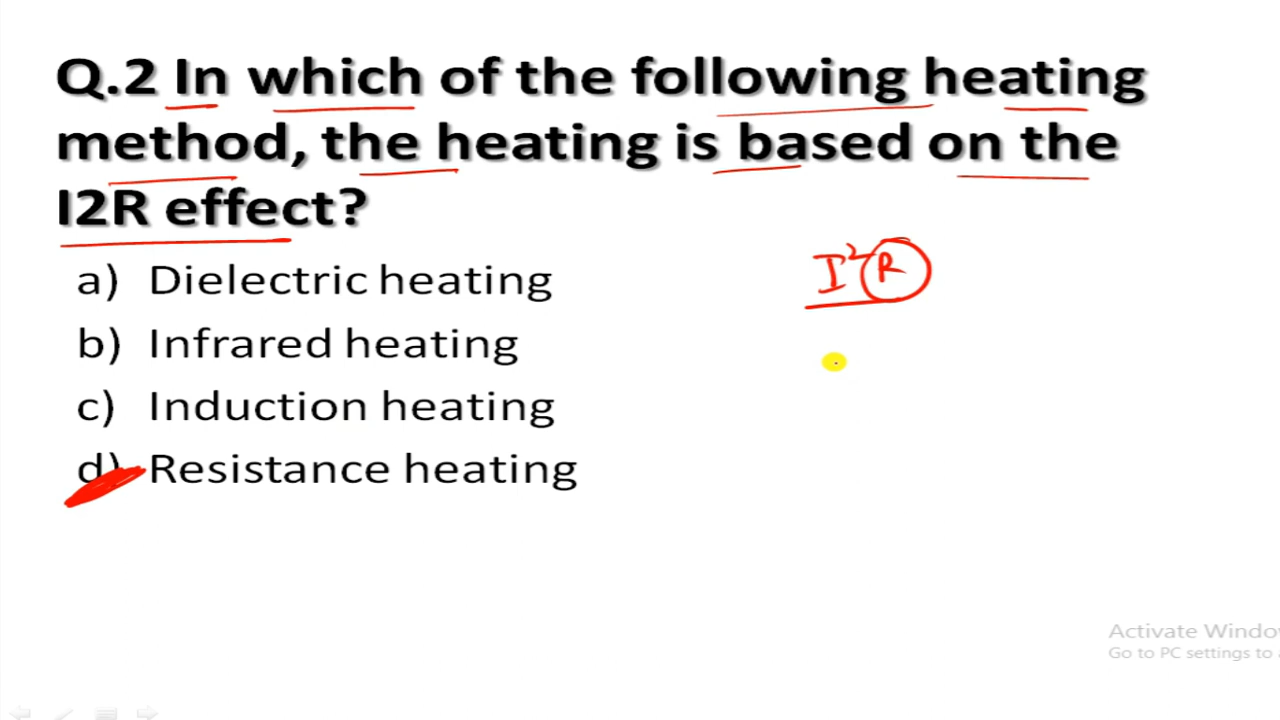 Q.2 In which of the following heating
method, the heating is based on the
I2R effect?
I²R
a) Dielectric heating
b) Infrared heating
c) Induction heating
d) Resistance heating
Activate Windo
Go to PC settings to